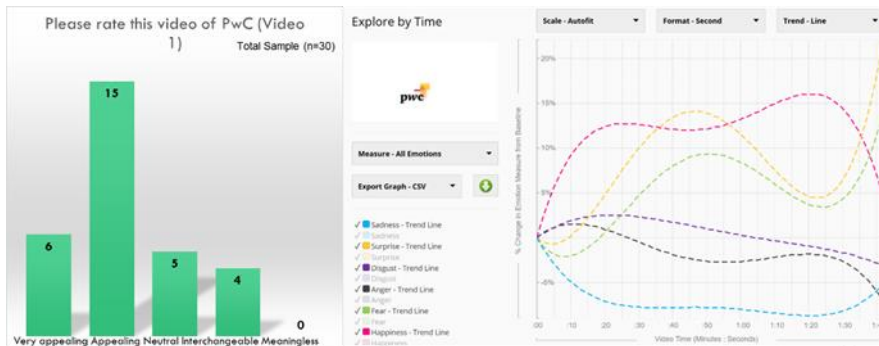 Please rate this video of PwC (Video
1)
Total Sample (n=30)
6
15
5
4
0
Very appealing Appealing Neutral Interchangeable Meaningless
Explore by Time
pwc
Measure - All Emotions
Export Graph - CSV
✓ Sadness - Trend Line
✓ Sadness
✓ Surprise - Trend Line
✓ Surprise
✓ Disgust - Trend Line
✓ Disgust
✓ Anger - Trend Line
✓ Anger
✓ Fear - Trend Line
✓ Fear
✓ Happiness - Trend Line
✓ Happiness
Scale - Autofit
Format - Second
Trend - Line
% Change in Emotion Measure from Baseline
20%
15%
10%
5%
0%
-5%
:00 :10 :20 :30 :40 :50 1:00 1:10 1:20 1:30 1:4
Video Time (Minutes : Seconds)